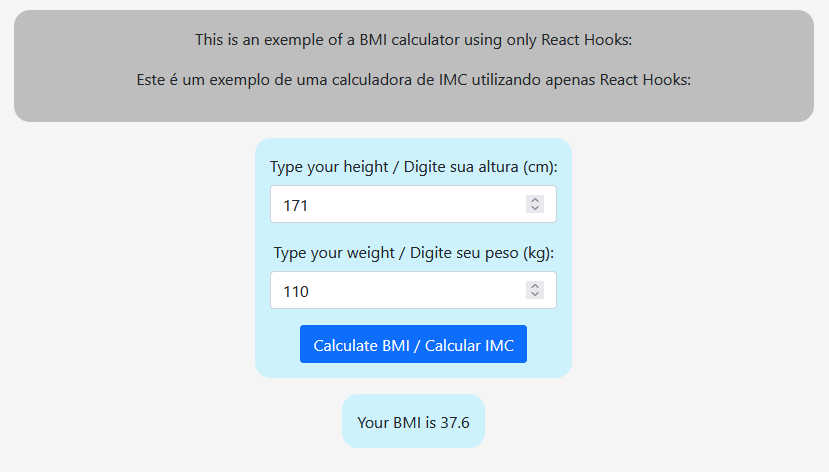 This is an exemple of a BMI calculator using only React Hooks:
Este é um exemplo de uma calculadora de IMC utilizando apenas React Hooks:
Type your height / Digite sua altura (cm):
171
Type your weight / Digite seu peso (kg):
110
Calculate BMI / Calcular IMC
Your BMI is 37.6